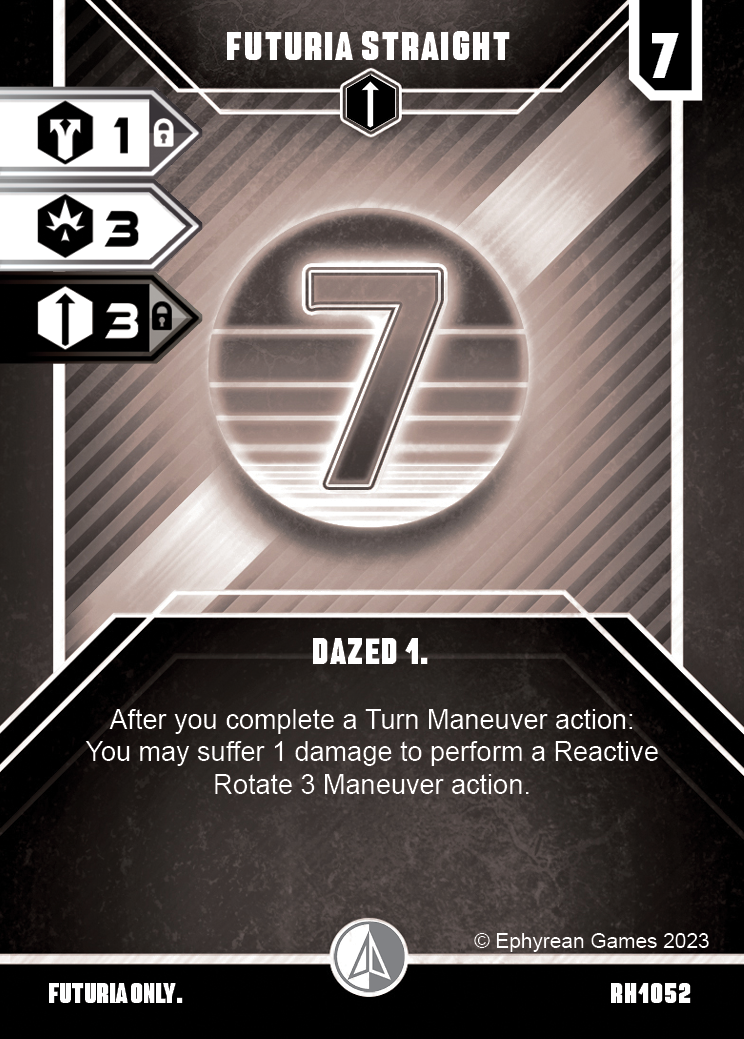 FUTURIA STRAIGHT
7
1
3
3
7
DAZED 1.
After you complete a Turn Maneuver action:
You may suffer 1 damage to perform a Reactive
Rotate 3 Maneuver action.
© Ephyrean Games 2023
FUTURIA ONLY.
RH1052